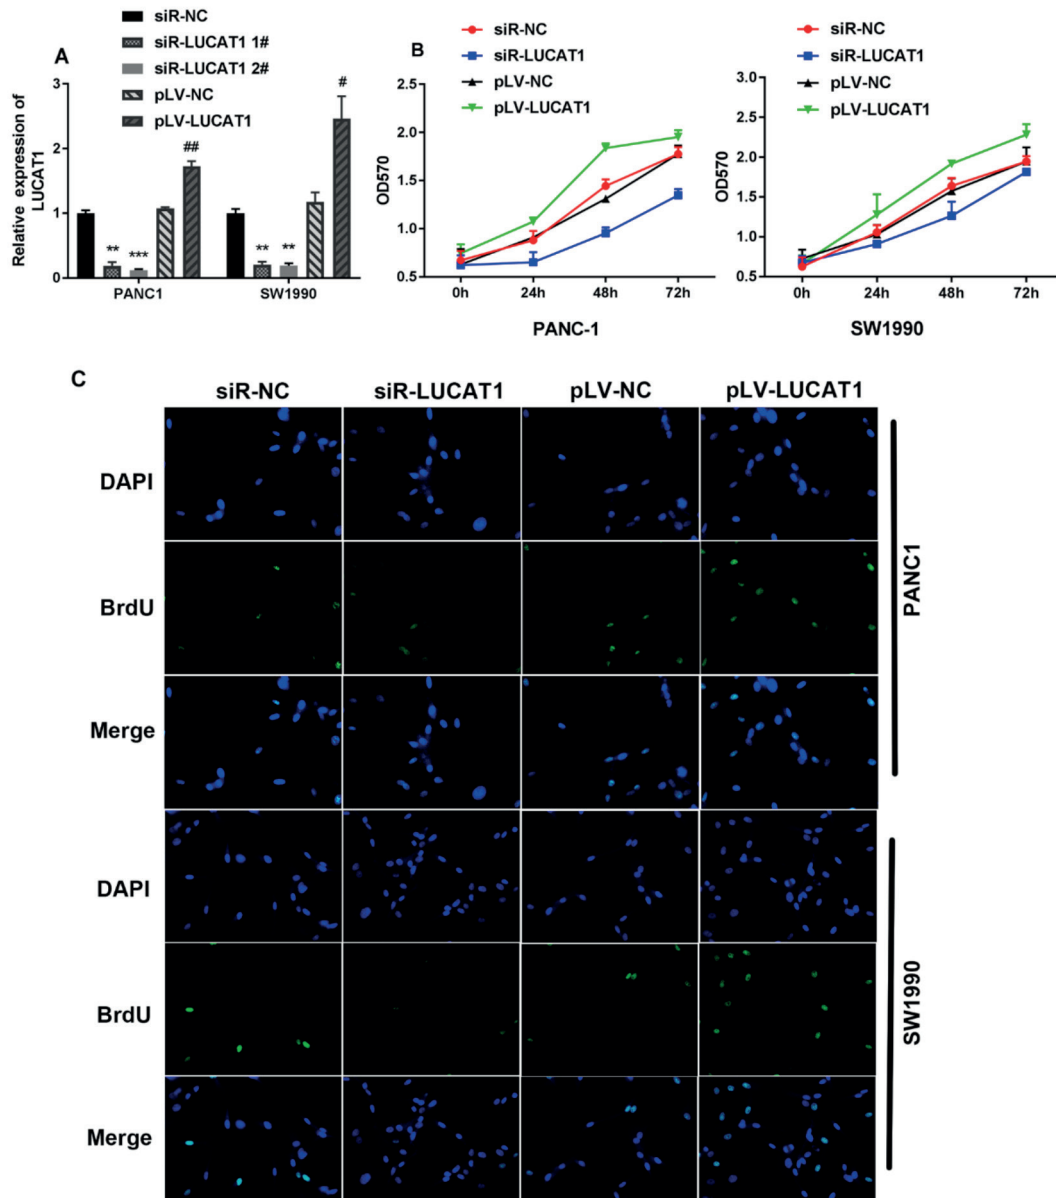 A
siR-NC
siR-LUCAT1 1#
siR-LUCAT1 2#
pLV-NC
pLV-LUCAT1
Relative expression of
LUCAT1
3
2
1
0
**
***
##
**
**
#
PANC1
SW1990
B
siR-NC
siR-LUCAT1
pLV-NC
pLV-LUCAT1
OD570
2.5
2.0
1.5
1.0
0.5
0h
24h
48h
72h
PANC-1
siR-NC
siR-LUCAT1
pLV-NC
pLV-LUCAT1
OD570
3.0
2.5
2.0
1.5
1.0
0.5
0h
24h
48h
72h
SW1990
C
siR-NC
siR-LUCAT1
pLV-NC
pLV-LUCAT1
DAPI
BrdU
Merge
PANC1
DAPI
BrdU
Merge
SW1990